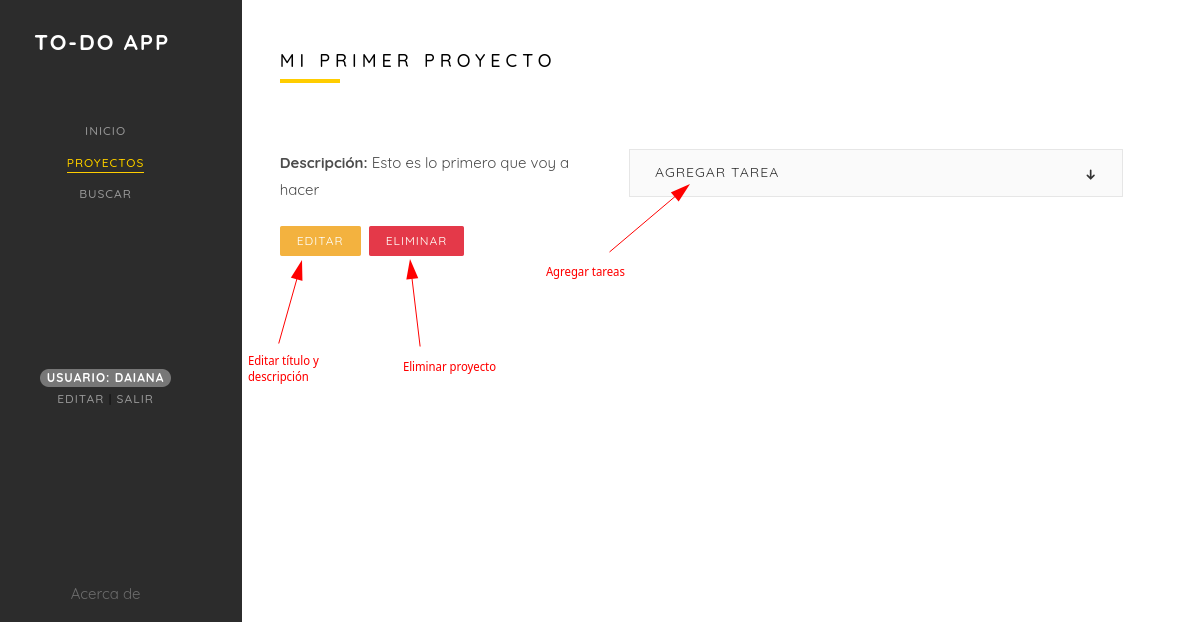 TO-DO APP
INICIO
PROYECTOS
BUSCAR
USUARIO: DAIANA
EDITAR | SALIR
Acerca de
MI PRIMER PROYECTO
Descripción: Esto es lo primero que voy a
hacer
EDITAR ELIMINAR
AGREGAR TAREA
Agregar tareas
Editar título y
descripción
Eliminar proyecto